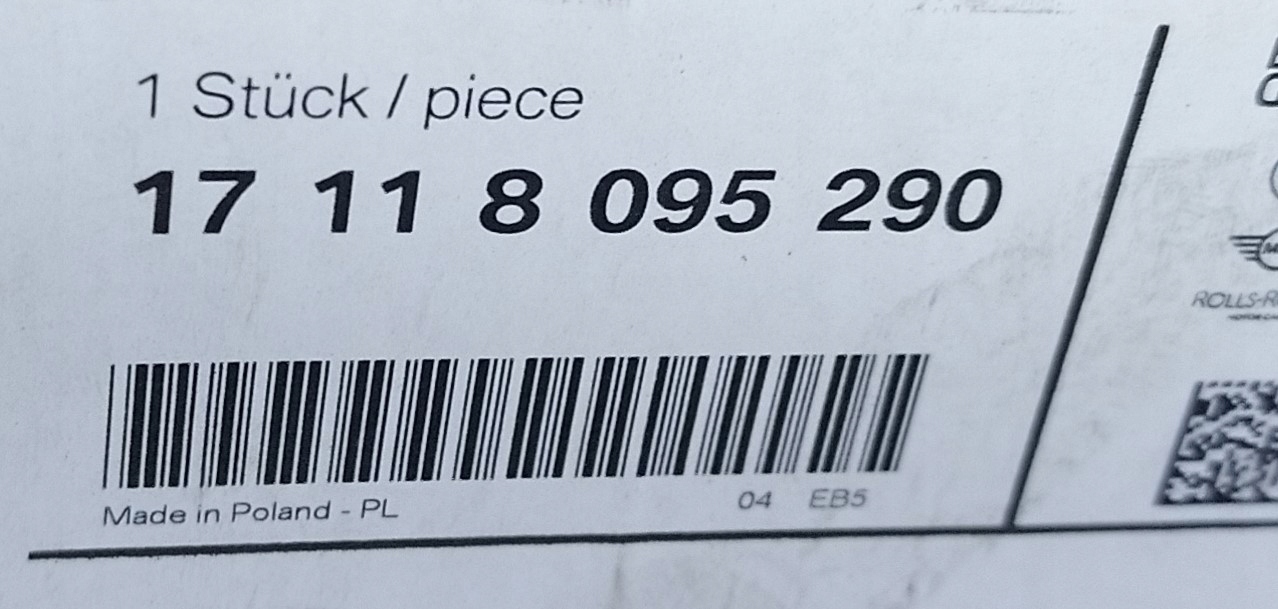 1 Stück / piece
17 11 8 095 290
Made in Poland - PL
04 EB5